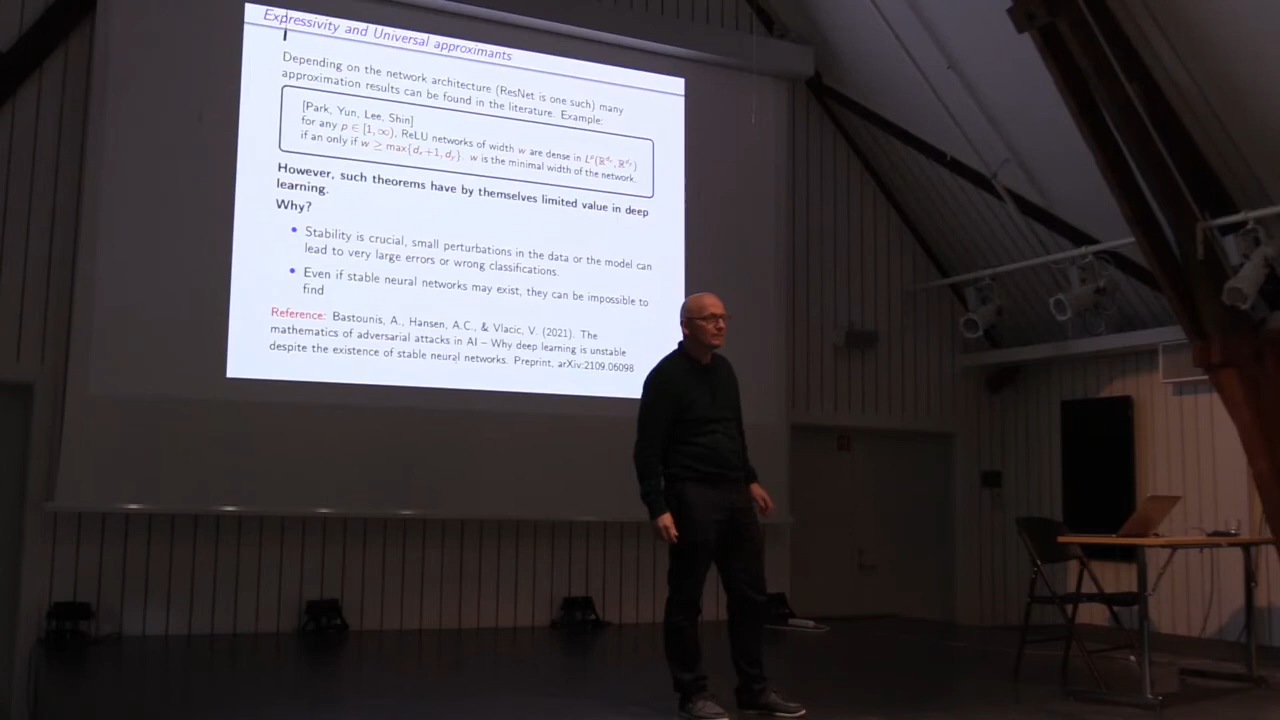 Expressivity and Universal approximants
Depending on the network architecture (ResNet is one such) many
approximation results can be found in the literature. Example:
[Park, Yun, Lee, Shin]
for any p ∈ [1, ∞), ReLU networks of width w are dense in Lᵖ(ℝᵈˣ, ℝᵈʸ)
if an only if w ≥ max{dₓ+1, d_y}. w is the minimal width of the network.
However, such theorems have by themselves limited value in deep
learning.
Why?
• Stability is crucial, small perturbations in the data or the model can
lead to very large errors or wrong classifications.
• Even if stable neural networks may exist, they can be impossible to
find
Reference: Bastounis, A., Hansen, A.C., & Vlacic, V. (2021). The
mathematics of adversarial attacks in AI – Why deep learning is unstable
despite the existence of stable neural networks. Preprint, arXiv:2109.06098